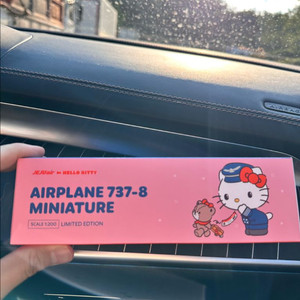 JEJUair × HELLO KITTY
AIRPLANE 737-8
MINIATURE
LIMITED EDITION